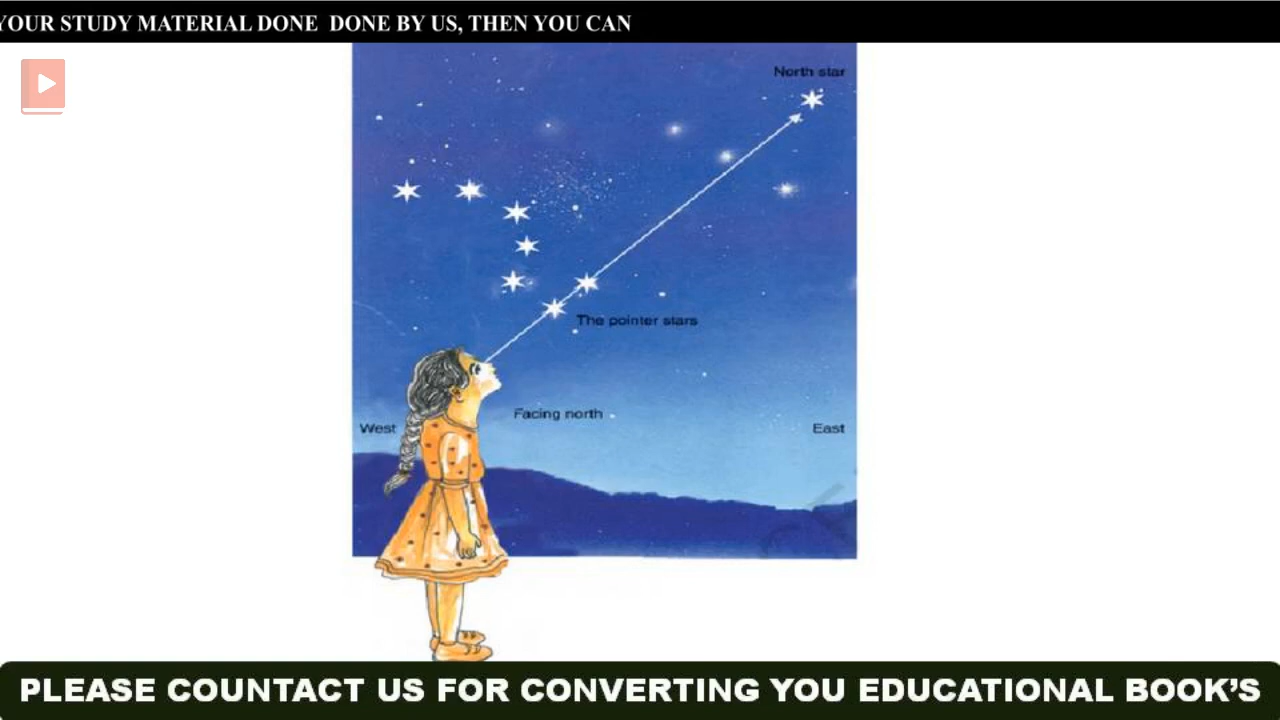 YOUR STUDY MATERIAL DONE  DONE BY US, THEN YOU CAN
North star
The pointer stars
Facing north
West
East
PLEASE COUNTACT US FOR CONVERTING YOU EDUCATIONAL BOOK'S